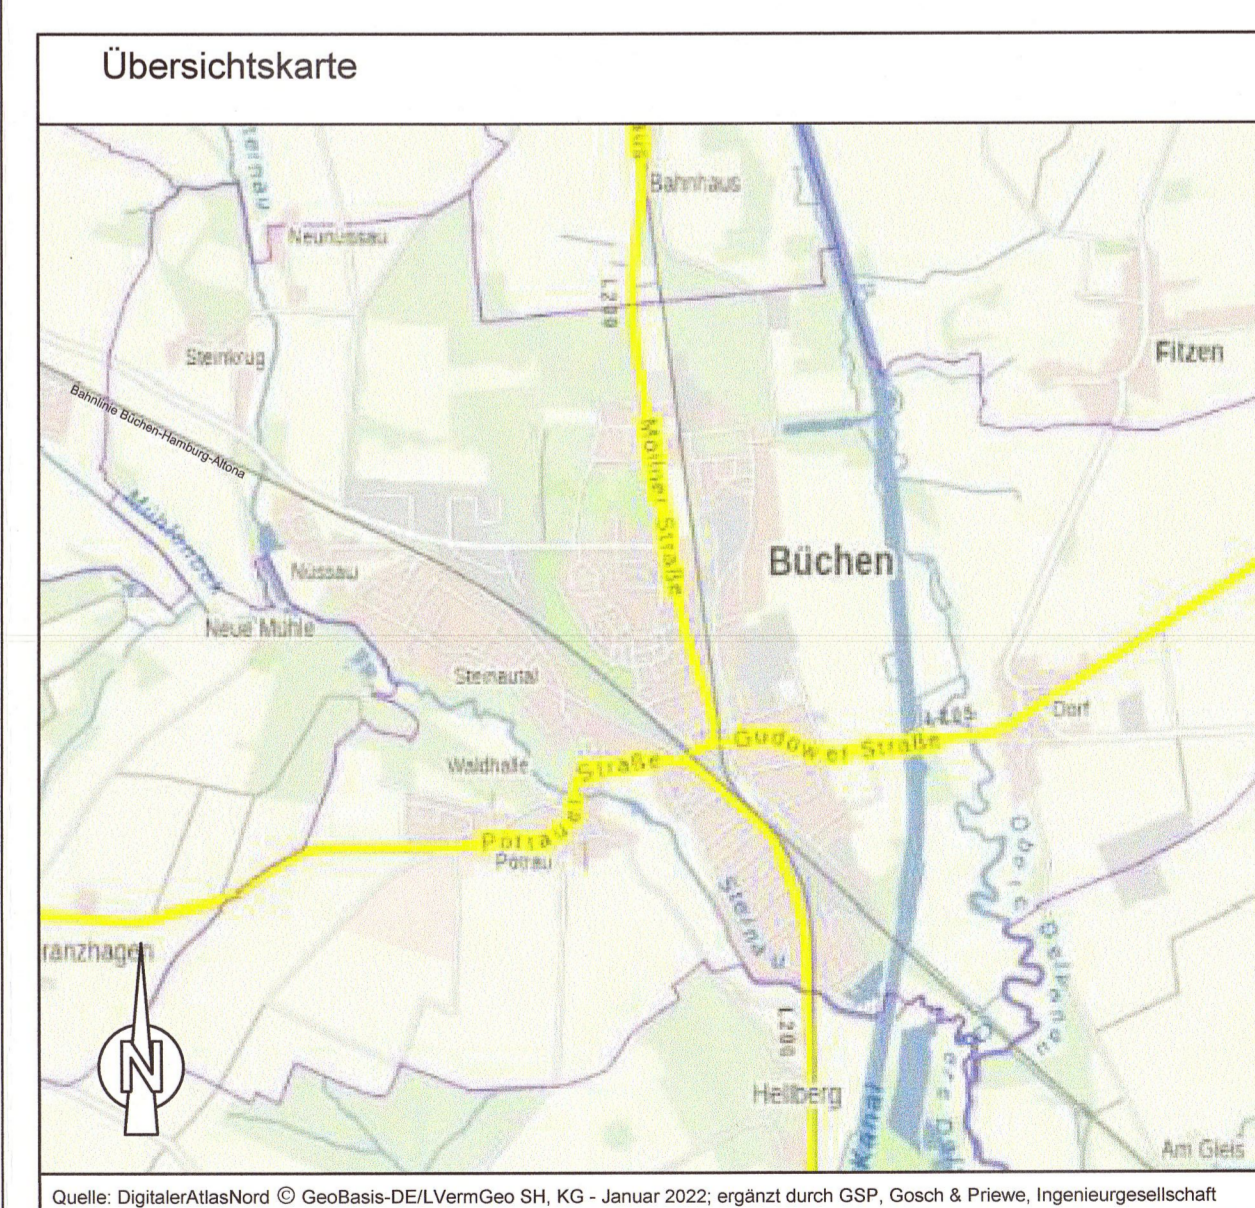 Übersichtskarte
Bahnhaus
Neunüssau
L200
Steinkrug
Fitzen
Bahnlinie Büchen-Hamburg-Altona
Möllner Straße
Büchen
Nüssau
Neue Mühle
Steinautal
Dorf
Gudower Straße
Waldhalle
Pötrauer Straße
Pötrau
Steinau
ranzhagen
N
L200
Hellberg
Kanal
Am Gleis
Quelle: DigitalerAtlasNord © GeoBasis-DE/LVermGeo SH, KG - Januar 2022; ergänzt durch GSP, Gosch & Priewe, Ingenieurgesellschaft